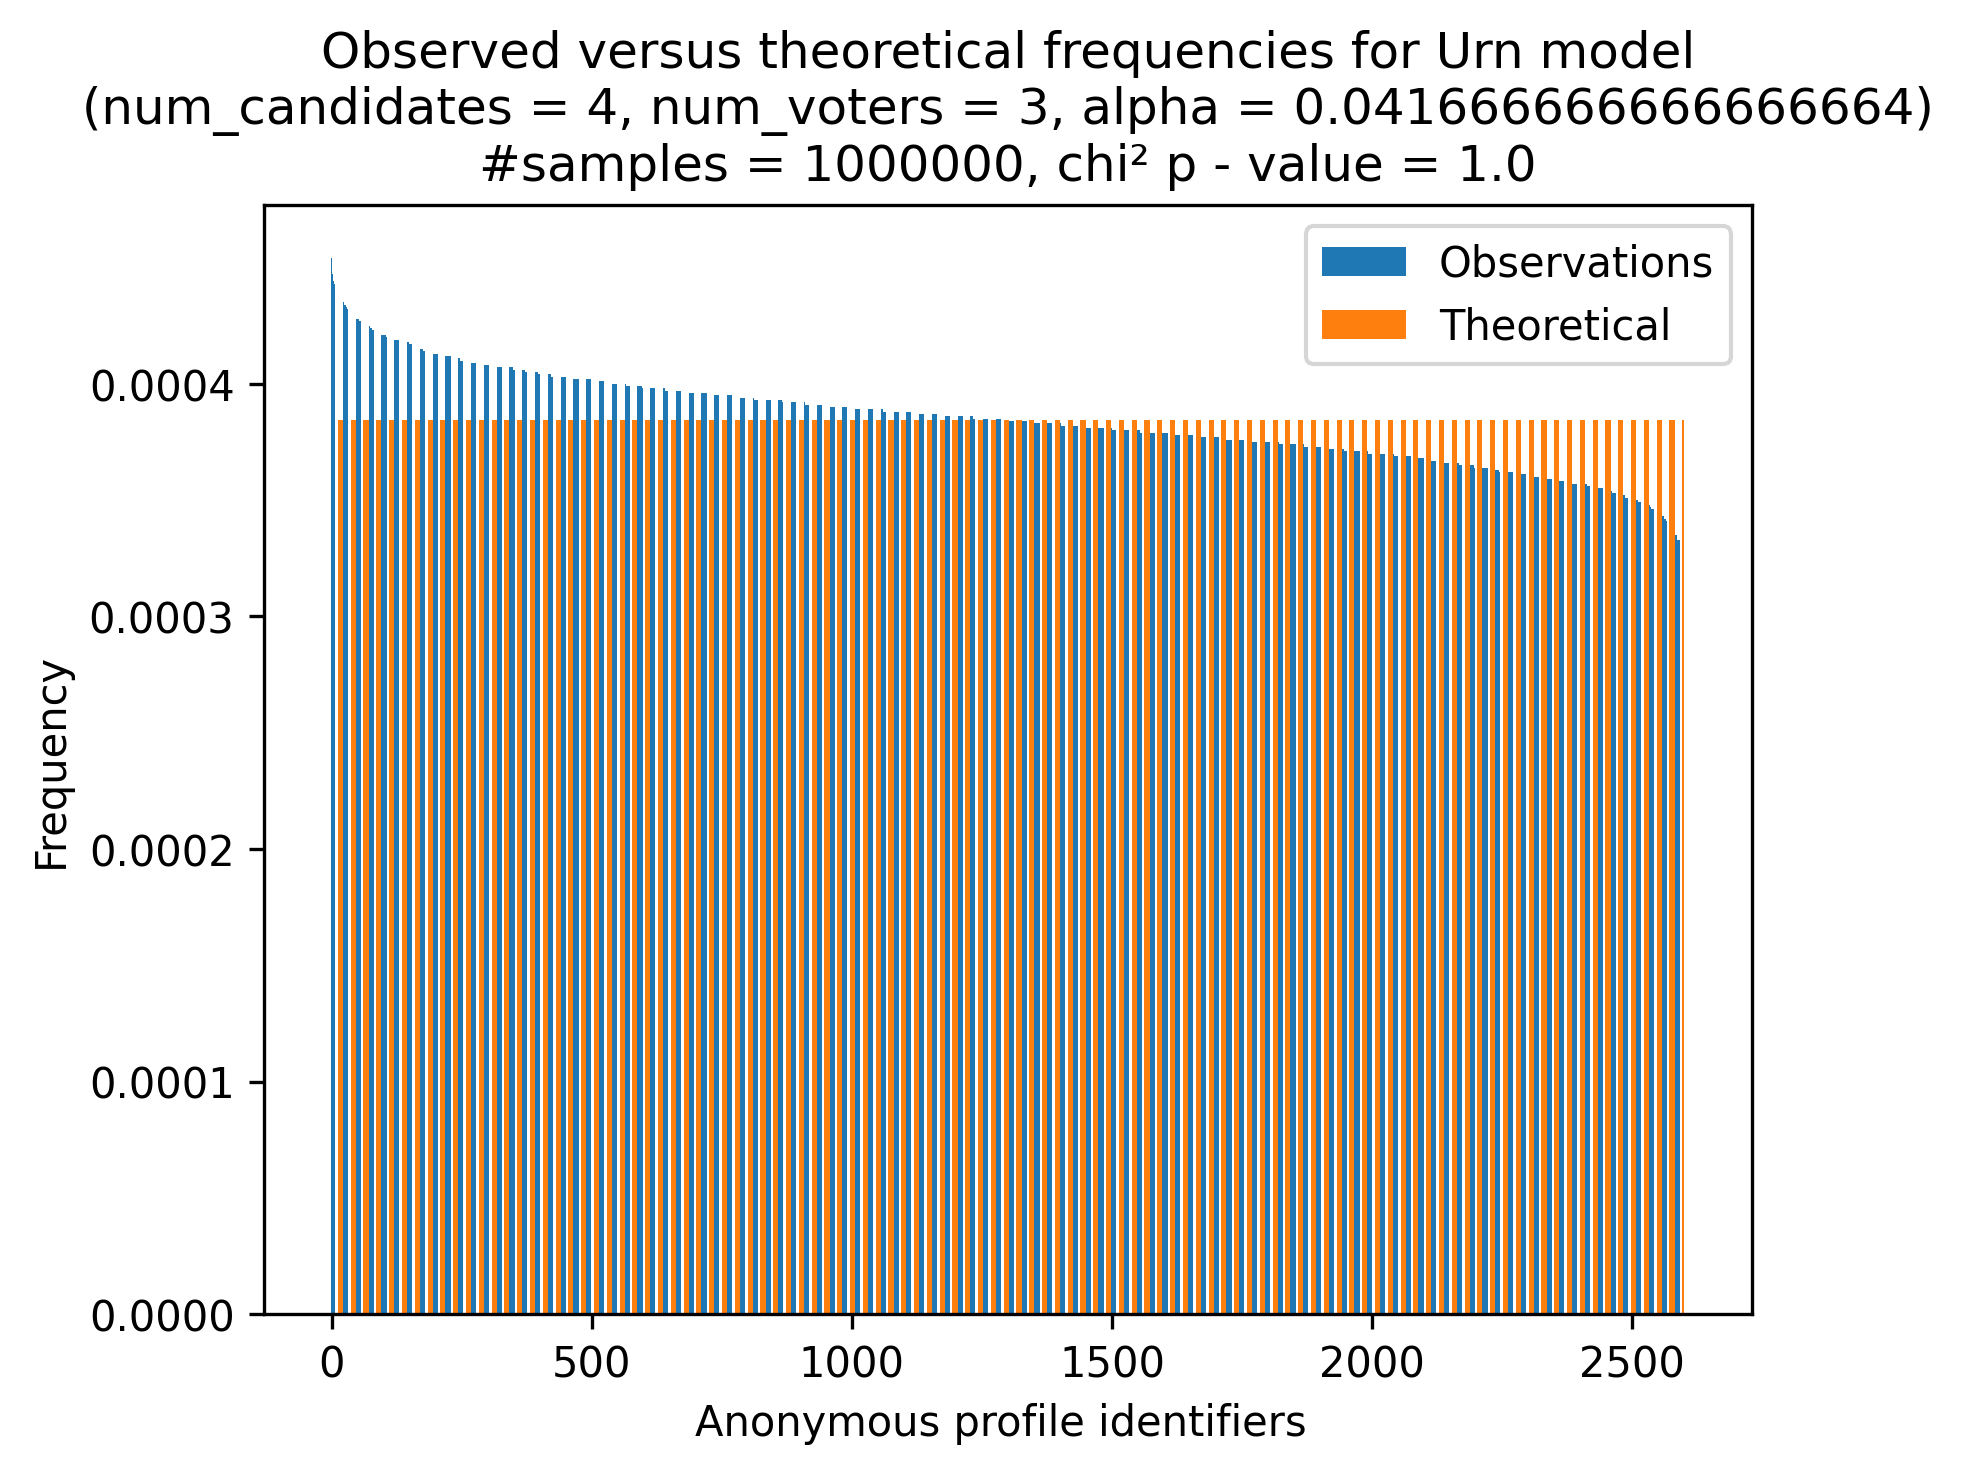 Observed versus theoretical frequencies for Urn model
(num_candidates = 4, num_voters = 3, alpha = 0.041666666666666664)
#samples = 1000000, chi² p - value = 1.0
Observations
Theoretical
0.0004
0.0003
0.0002
0.0001
0.0000
Frequency
0 500 1000 1500 2000 2500
Anonymous profile identifiers